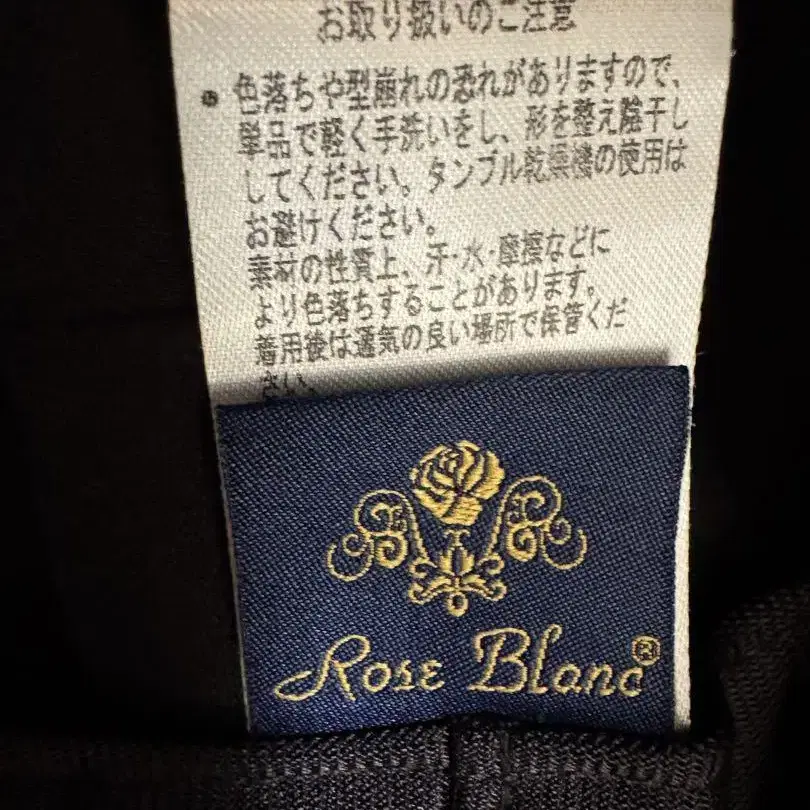 お取り扱いのご注意
● 色落ちや型崩れの恐れがありますので、
単品で軽く手洗いをし、形を整え陰干し
してください。タンブル乾燥機の使用は
お避けください。
素材の性質上、汗・水・摩擦などに
より色落ちすることがあります。
着用後は通気の良い場所で保管くだ
さい。
Rose Blanc®